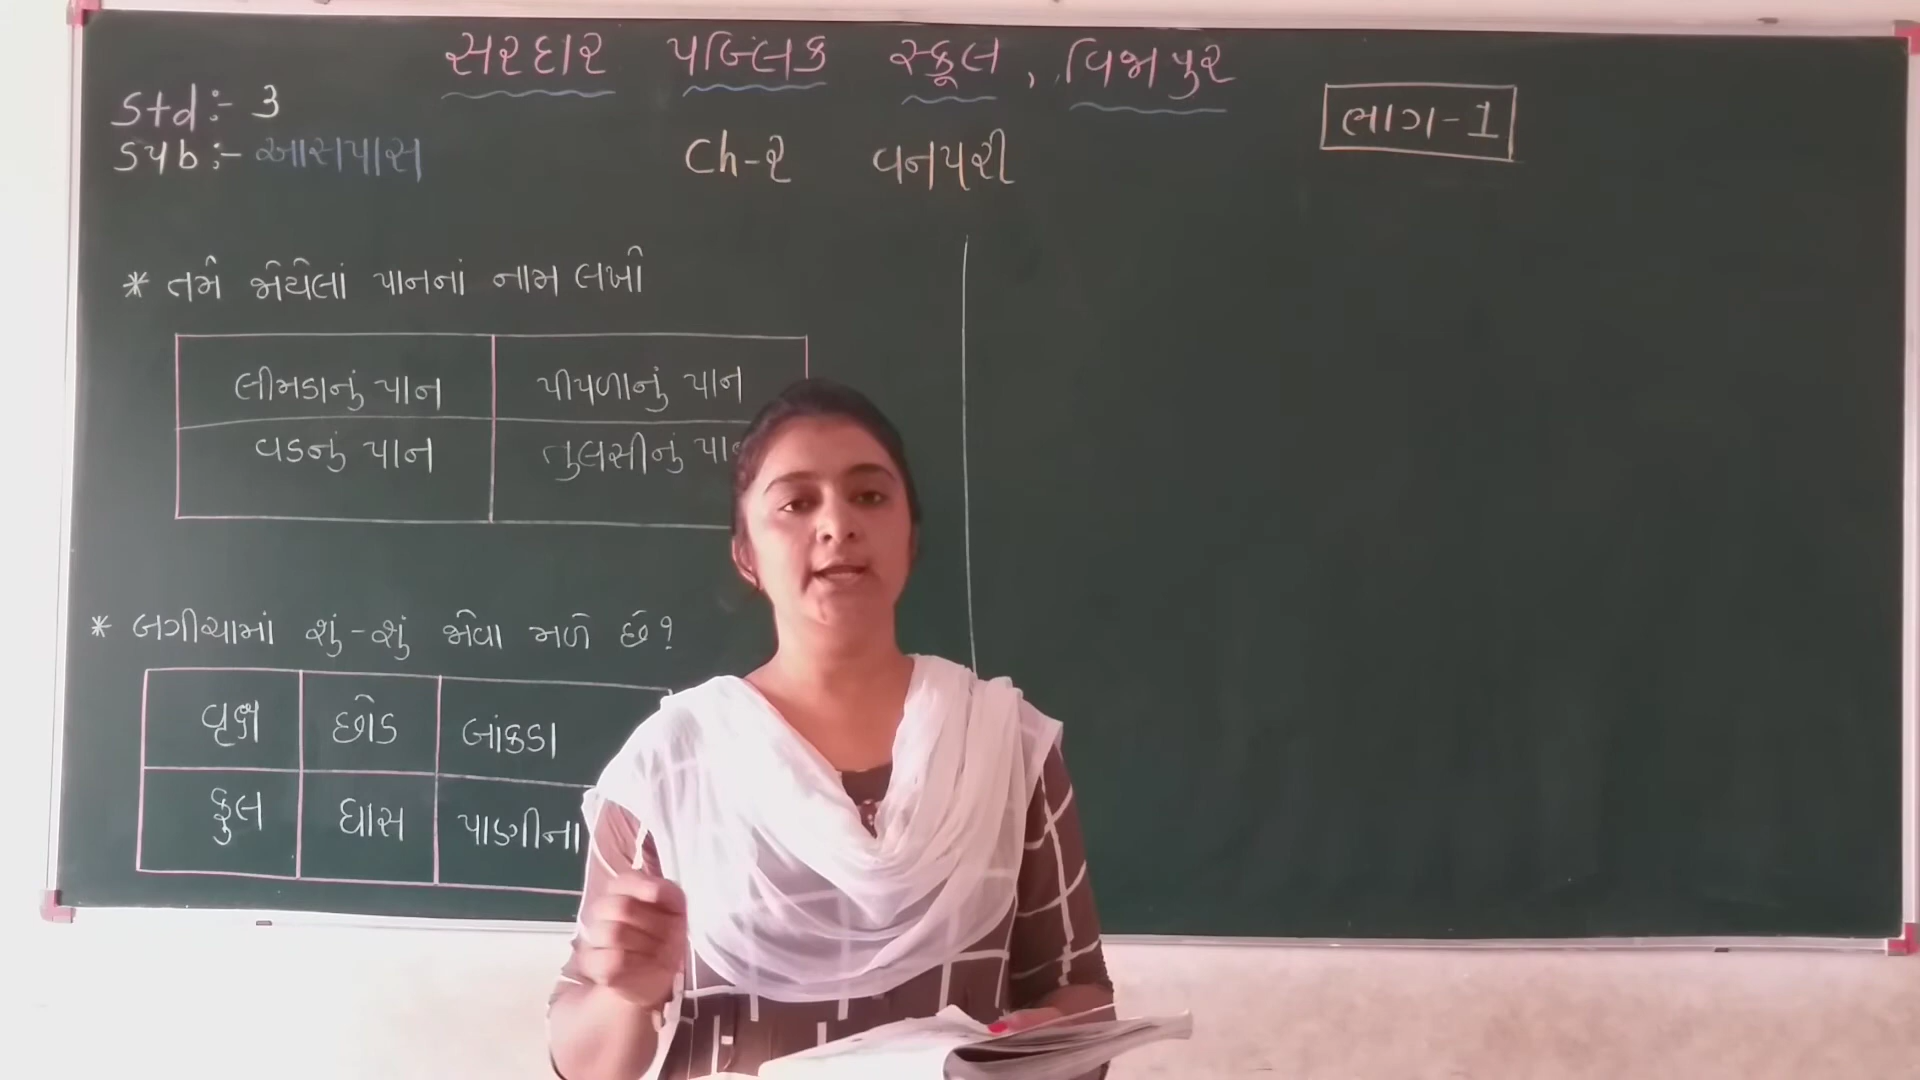 સરદાર પબ્લિક સ્કૂલ, વિજાપુર
Std :- 3
ભાગ-1
Sub :- આસપાસ
Ch-૨ વનપરી
* તમે જોયેલાં પાનનાં નામ લખો
લીમડાનું પાન પીપળાનું પાન
વડનું પાન તુલસીનું
* બગીચામાં શું-શું જોવા મળે છે?
વૃક્ષ છોડ બાંકડા
ફુલ ઘાસ પાણીના